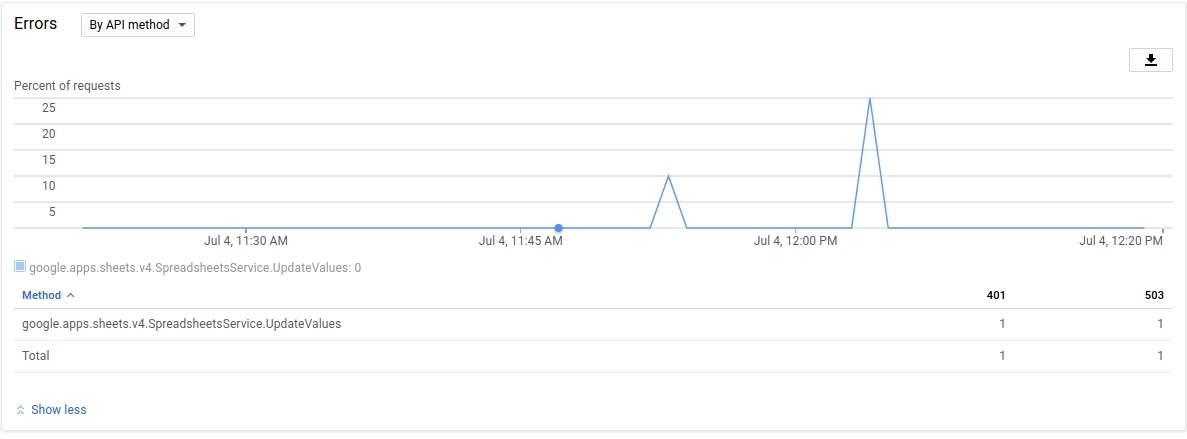 Errors By API method
Percent of requests
25
20
15
10
5
Jul 4, 11:30 AM Jul 4, 11:45 AM Jul 4, 12:00 PM Jul 4, 12:20 PM
google.apps.sheets.v4.SpreadsheetsService.UpdateValues: 0
Method 401 503
google.apps.sheets.v4.SpreadsheetsService.UpdateValues 1 1
Total 1 1
Show less